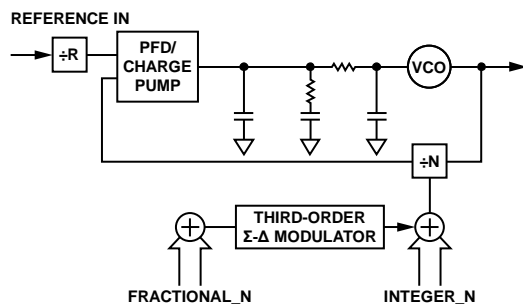 REFERENCE IN
÷R
PFD/
CHARGE
PUMP
VCO
÷N
THIRD-ORDER
Σ-Δ MODULATOR
FRACTIONAL_N
INTEGER_N